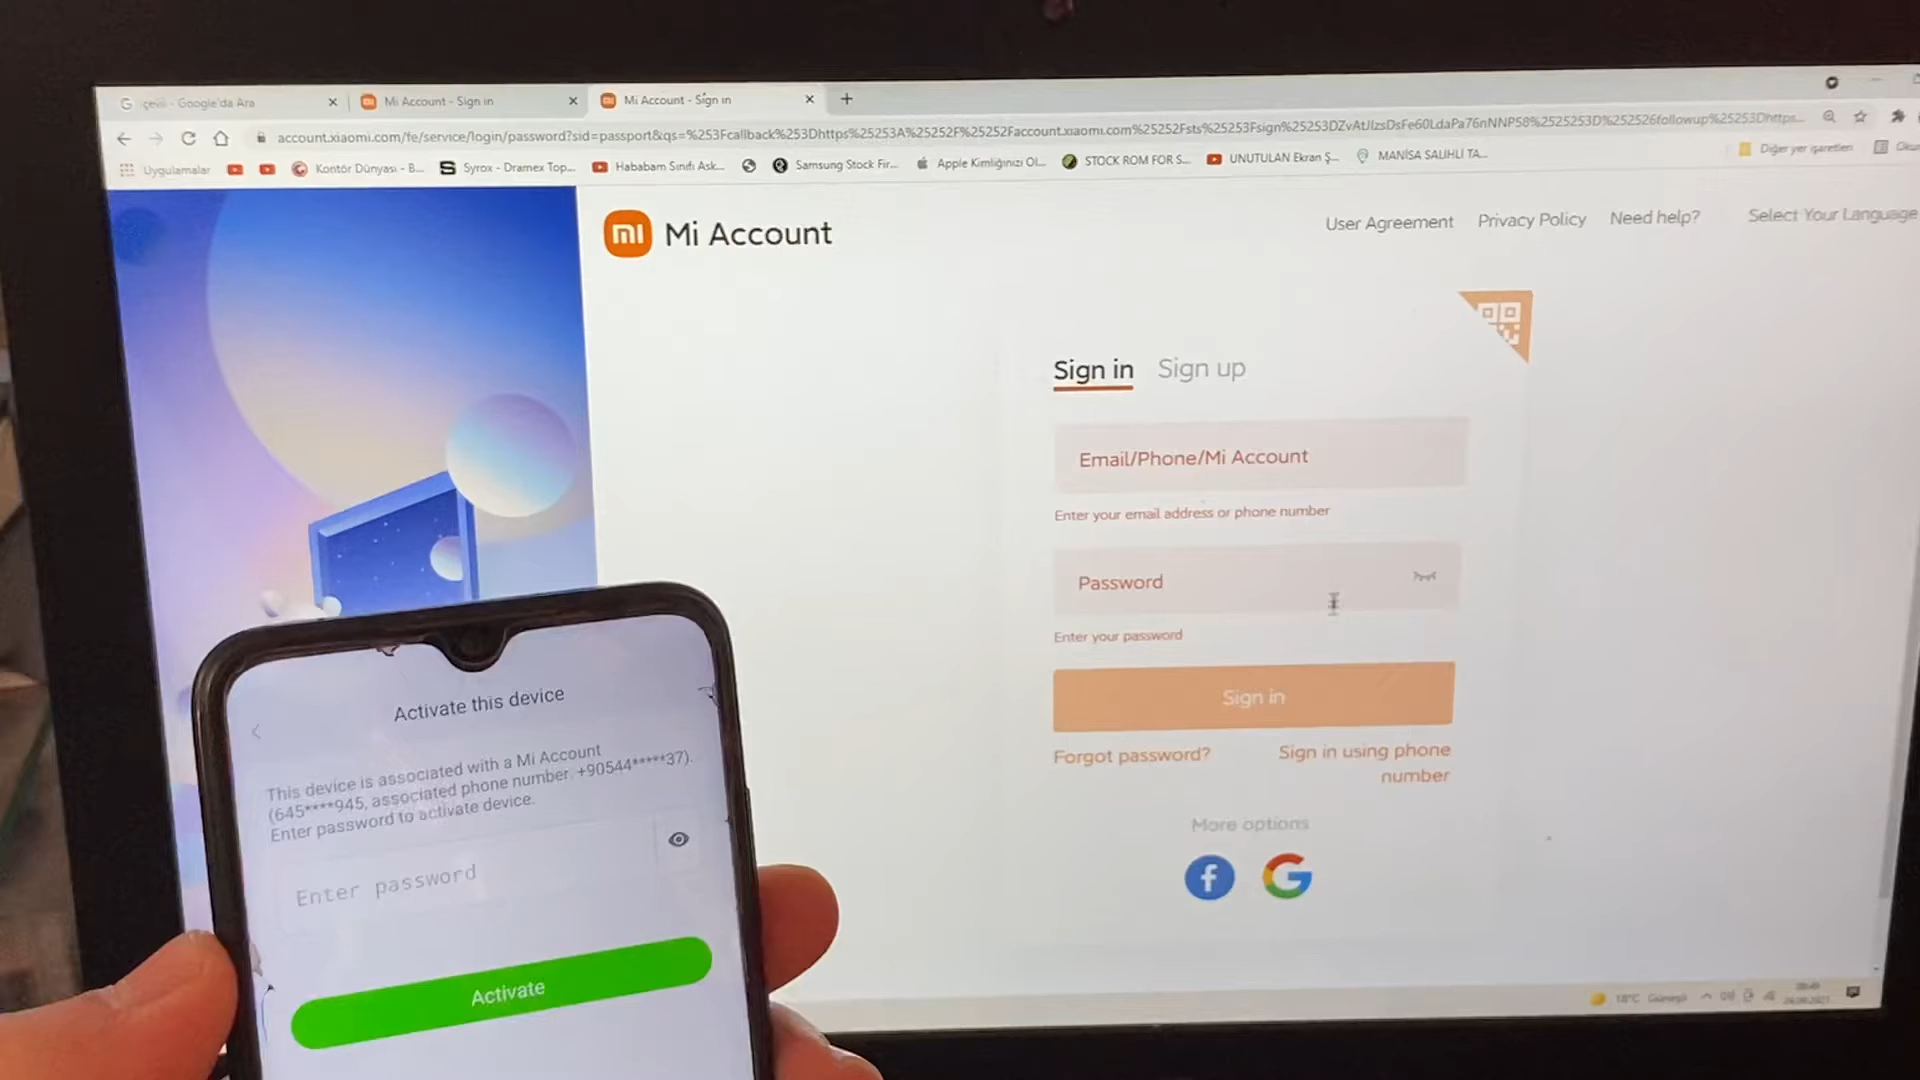 çeviri - Google'da Ara
Mi Account - Sign in
Mi Account - Sign in
account.xiaomi.com/fe/service/login/password?sid=passport&qs=%253Fcallback%253Dhttps%25253A%25252F%25252Faccount.xiaomi.com%25252Fsts%25253Fsign%25253DZvAtJlzsDsFe60LdaPa76nNNP58%2525253D%252526followup%25253Dhttps...
Uygulamalar
Kontör Dünyası - B...
Syrox - Dramex Top...
Hababam Sınıfı Ask...
Samsung Stock Fir...
Apple Kimliğinizi Ol...
STOCK ROM FOR S...
UNUTULAN Ekran Ş...
MANİSA SALİHLİ TA...
Diğer yer işaretleri
mi Mi Account
User Agreement
Privacy Policy
Need help?
Select Your Language
Sign in
Sign up
Email/Phone/Mi Account
Enter your email address or phone number
Password
Enter your password
Sign in
Forgot password?
Sign in using phone
number
More options
18°C Güneşli
Activate this device
This device is associated with a Mi Account
(645****945, associated phone number. +90544*****37).
Enter password to activate device.
Enter password
Activate